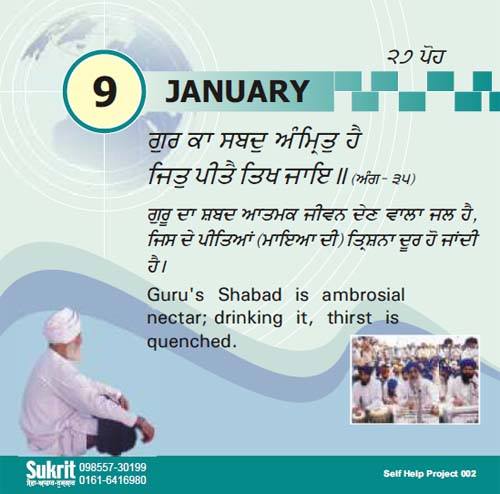 ੨੭ ਪੋਹ
9 JANUARY
ਗੁਰ ਕਾ ਸਬਦੁ ਅੰਮ੍ਰਿਤੁ ਹੈ
ਜਿਤੁ ਪੀਤੈ ਤਿਖ ਜਾਇ॥ (ਅੰਗ- ੩੫)
ਗੁਰੂ ਦਾ ਸ਼ਬਦ ਆਤਮਕ ਜੀਵਨ ਦੇਣ ਵਾਲਾ ਜਲ ਹੈ,
ਜਿਸ ਦੇ ਪੀਤਿਆਂ (ਮਾਇਆ ਦੀ) ਤ੍ਰਿਸ਼ਨਾ ਦੂਰ ਹੋ ਜਾਂਦੀ
ਹੈ।
Guru's Shabad is ambrosial
nectar; drinking it, thirst is
quenched.
Sukrit 098557-30199
0161-6416980
Self Help Project 002